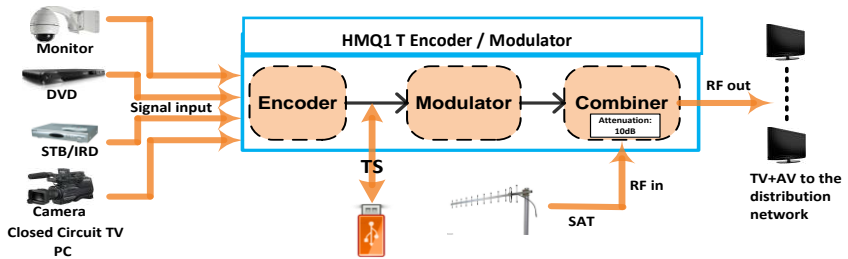 HMQ1 T Encoder / Modulator
Monitor
DVD
Signal input
STB/IRD
Camera
Closed Circuit TV
PC
Encoder
Modulator
Combiner
Attenuation:
10dB
TS
SAT
RF in
RF out
TV+AV to the
distribution
network